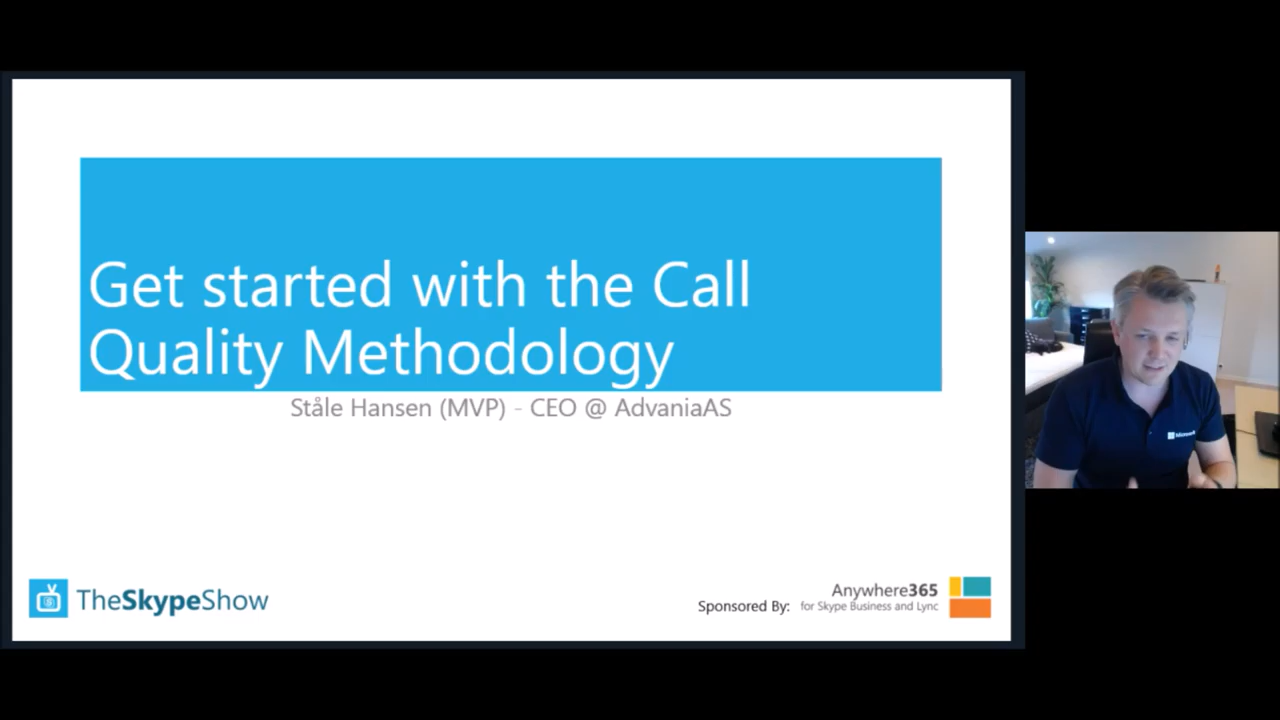 Get started with the Call
Quality Methodology
Ståle Hansen (MVP) - CEO @ AdvaniaAS
TheSkypeShow
Sponsored By:
Anywhere365
for Skype Business and Lync
Microsoft